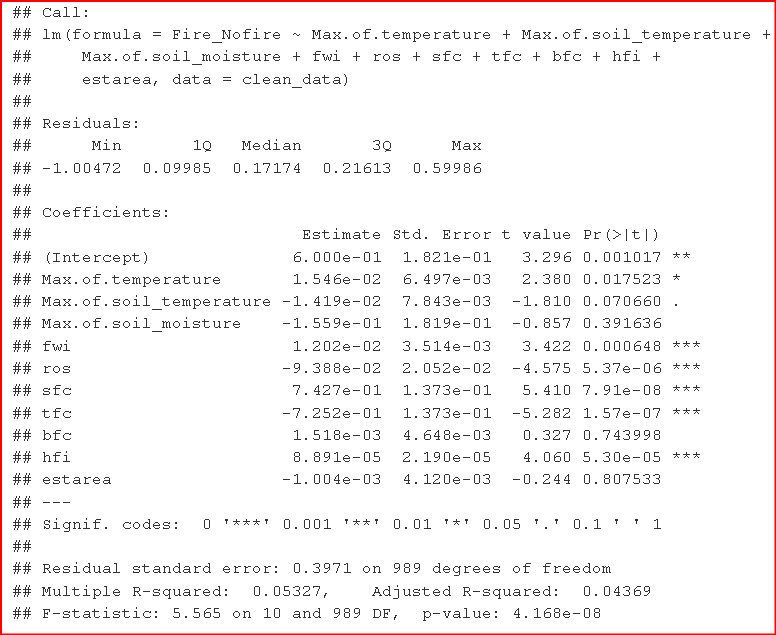 ## Call:
## lm(formula = Fire_Nofire ~ Max.of.temperature + Max.of.soil_temperature +
##     Max.of.soil_moisture + fwi + ros + sfc + tfc + bfc + hfi +
##     estarea, data = clean_data)
##
## Residuals:
##      Min       1Q   Median       3Q      Max
## -1.00472  0.09985  0.17174  0.21613  0.59986
##
## Coefficients:
##                           Estimate Std. Error t value Pr(>|t|)
## (Intercept)              6.000e-01  1.821e-01   3.296 0.001017 **
## Max.of.temperature       1.546e-02  6.497e-03   2.380 0.017523 *
## Max.of.soil_temperature -1.419e-02  7.843e-03  -1.810 0.070660 .
## Max.of.soil_moisture    -1.559e-01  1.819e-01  -0.857 0.391636
## fwi                      1.202e-02  3.514e-03   3.422 0.000648 ***
## ros                     -9.388e-02  2.052e-02  -4.575 5.37e-06 ***
## sfc                      7.427e-01  1.373e-01   5.410 7.91e-08 ***
## tfc                     -7.252e-01  1.373e-01  -5.282 1.57e-07 ***
## bfc                      1.518e-03  4.648e-03   0.327 0.743998
## hfi                      8.891e-05  2.190e-05   4.060 5.30e-05 ***
## estarea                 -1.004e-03  4.120e-03  -0.244 0.807533
## ---
## Signif. codes:  0 '***' 0.001 '**' 0.01 '*' 0.05 '.' 0.1 ' ' 1
##
## Residual standard error: 0.3971 on 989 degrees of freedom
## Multiple R-squared:  0.05327,    Adjusted R-squared:  0.04369
## F-statistic: 5.565 on 10 and 989 DF,  p-value: 4.168e-08